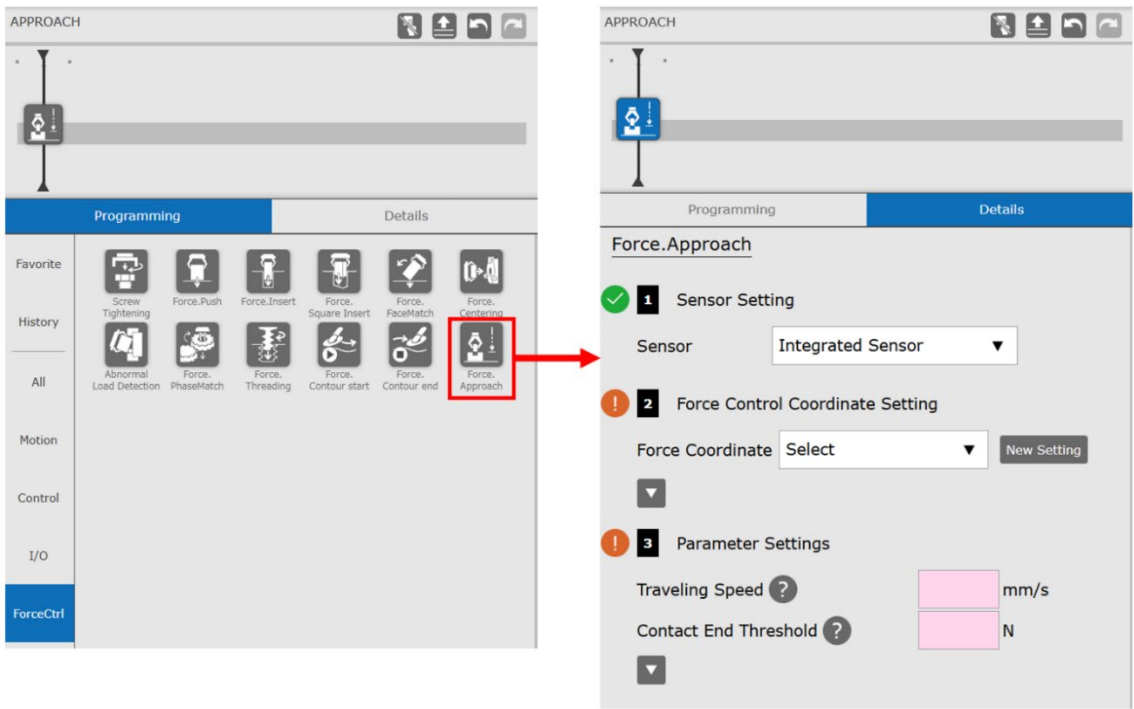 APPROACH
Programming
Details
Favorite
History
All
Motion
Control
I/O
ForceCtrl
Screw
Tightening
Force.Push
Force.Insert
Force.
Square Insert
Force.
FaceMatch
Force.
Centering
Abnormal
Load Detection
Force.
PhaseMatch
Force.
Threading
Force.
Contour start
Force.
Contour end
Force.
Approach
APPROACH
Programming
Details
Force.Approach
1 Sensor Setting
Sensor Integrated Sensor ▼
! 2 Force Control Coordinate Setting
Force Coordinate Select ▼ New Setting
▼
! 3 Parameter Settings
Traveling Speed ? mm/s
Contact End Threshold ? N
▼